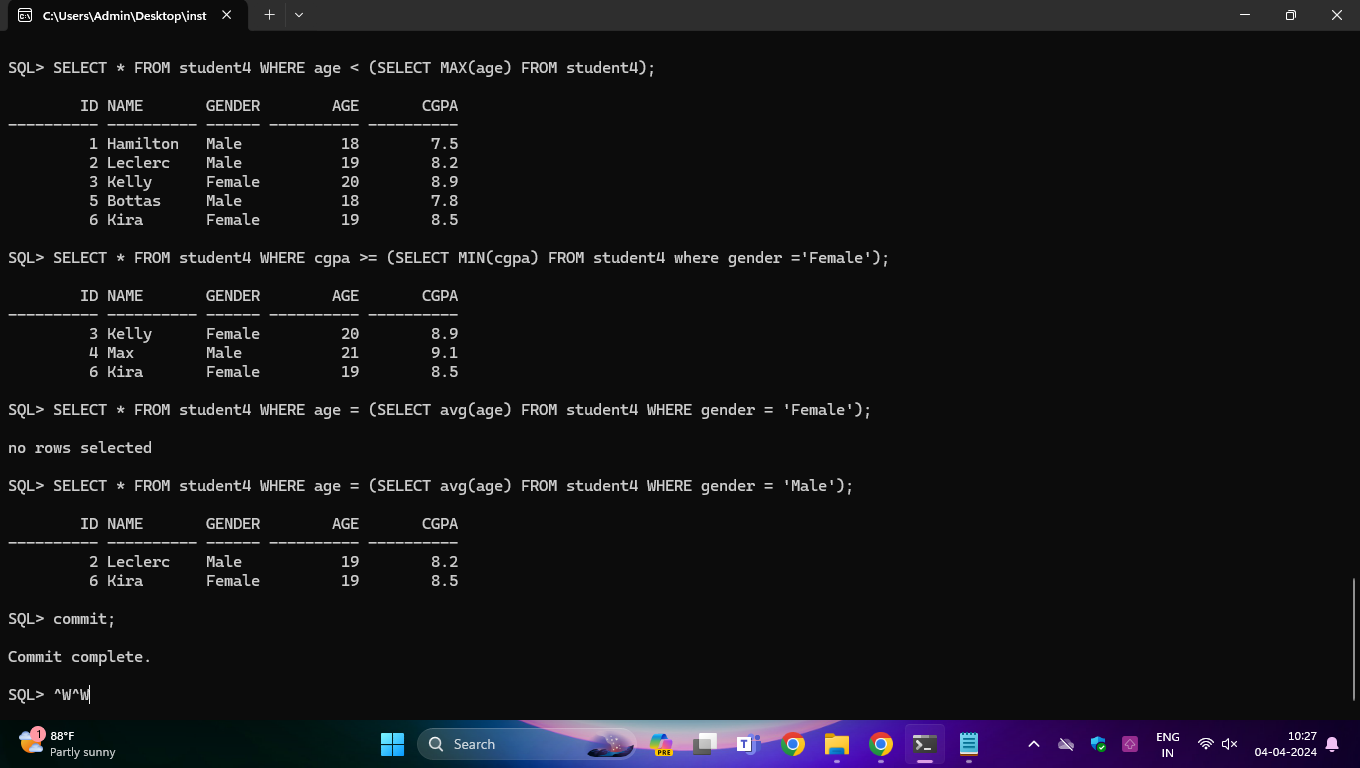 C:\Users\Admin\Desktop\inst
SQL> SELECT * FROM student4 WHERE age < (SELECT MAX(age) FROM student4);
ID NAME GENDER AGE CGPA
---------- ---------- ------ ---------- ----------
1 Hamilton Male 18 7.5
2 Leclerc Male 19 8.2
3 Kelly Female 20 8.9
5 Bottas Male 18 7.8
6 Kira Female 19 8.5
SQL> SELECT * FROM student4 WHERE cgpa >= (SELECT MIN(cgpa) FROM student4 where gender ='Female');
ID NAME GENDER AGE CGPA
---------- ---------- ------ ---------- ----------
3 Kelly Female 20 8.9
4 Max Male 21 9.1
6 Kira Female 19 8.5
SQL> SELECT * FROM student4 WHERE age = (SELECT avg(age) FROM student4 WHERE gender = 'Female');
no rows selected
SQL> SELECT * FROM student4 WHERE age = (SELECT avg(age) FROM student4 WHERE gender = 'Male');
ID NAME GENDER AGE CGPA
---------- ---------- ------ ---------- ----------
2 Leclerc Male 19 8.2
6 Kira Female 19 8.5
SQL> commit;
Commit complete.
SQL> ^W^W
1
88°F
Partly sunny
Search
PRE
T
ENG
IN
10:27
04-04-2024